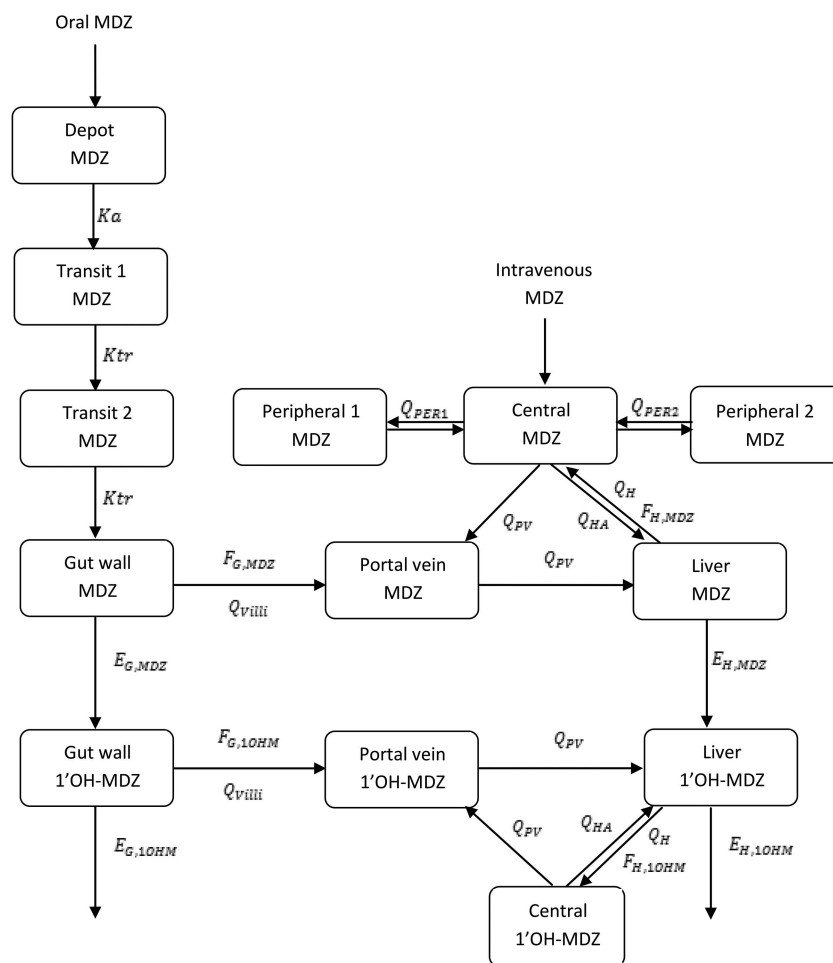 Oral MDZ
Depot
MDZ
Ka
Transit 1
MDZ
Ktr
Transit 2
MDZ
Ktr
Intravenous
MDZ
Peripheral 1
MDZ
Q_PER1
Central
MDZ
Q_PER2
Peripheral 2
MDZ
Q_PV
Q_HA
Q_H
F_H,MDZ
Gut wall
MDZ
F_G,MDZ
Q_Villi
Portal vein
MDZ
Q_PV
Liver
MDZ
E_G,MDZ
E_H,MDZ
Gut wall
1’OH-MDZ
F_G,1OHM
Q_Villi
Portal vein
1’OH-MDZ
Q_PV
Liver
1’OH-MDZ
E_G,1OHM
Q_PV
Q_HA
Q_H
F_H,1OHM
E_H,1OHM
Central
1’OH-MDZ